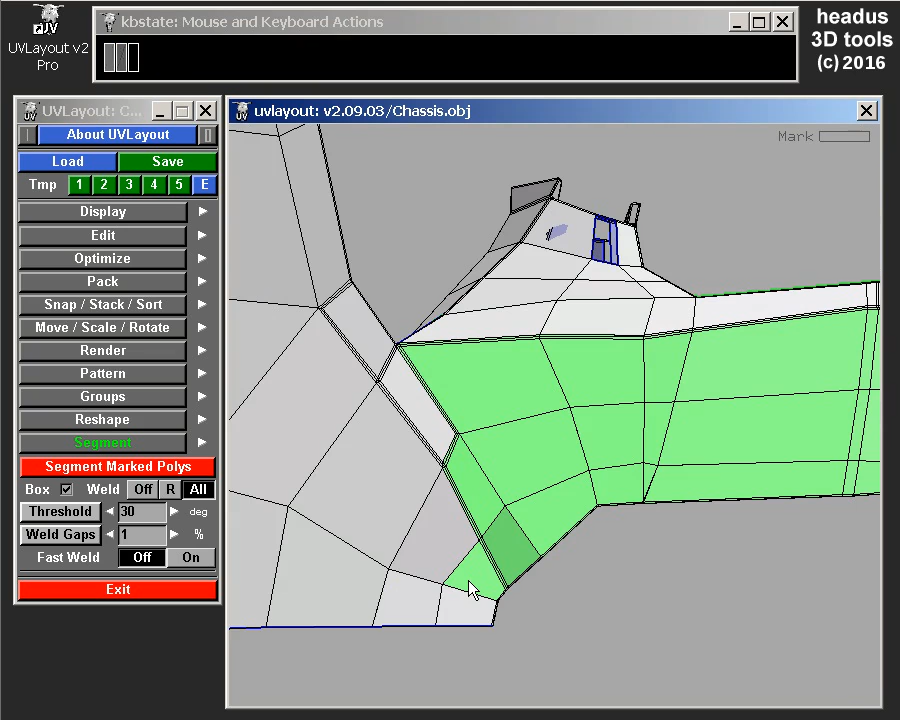 UVLayout v2
Pro
kbstate: Mouse and Keyboard Actions
headus
3D tools
(c) 2016
UVLayout: C...
About UVLayout
Load Save
Tmp 1 2 3 4 5 E
Display
Edit
Optimize
Pack
Snap / Stack / Sort
Move / Scale / Rotate
Render
Pattern
Groups
Reshape
Segment
Segment Marked Polys
Box Weld Off R All
Threshold 30 deg
Weld Gaps 1 %
Fast Weld Off On
Exit
uvlayout: v2.09.03/Chassis.obj
Mark